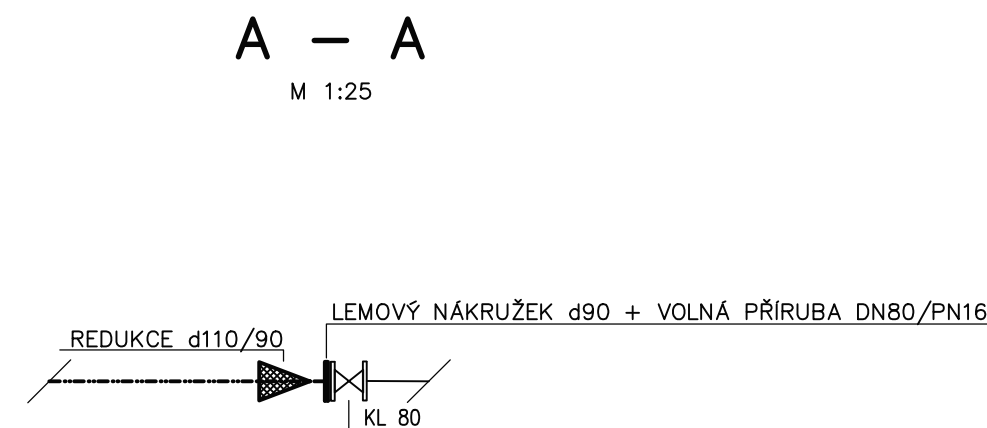 A – A
M 1:25
LEMOVÝ NÁKRUŽEK d90 + VOLNÁ PŘÍRUBA DN80/PN16
REDUKCE d110/90
KL 80